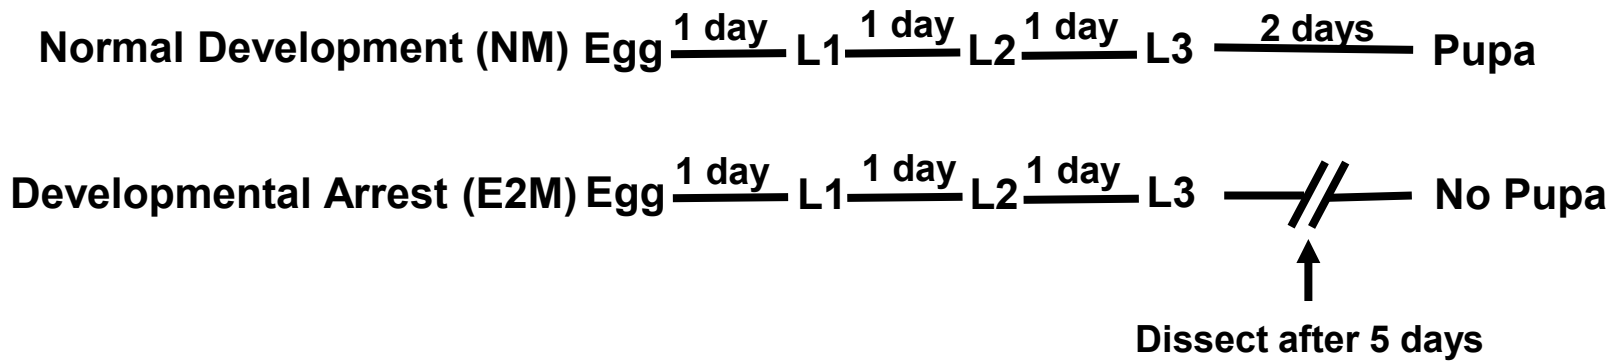 Normal Development (NM) Egg 1 day L1 1 day L2 1 day L3 2 days Pupa
Developmental Arrest (E2M) Egg 1 day L1 1 day L2 1 day L3 No Pupa
Dissect after 5 days